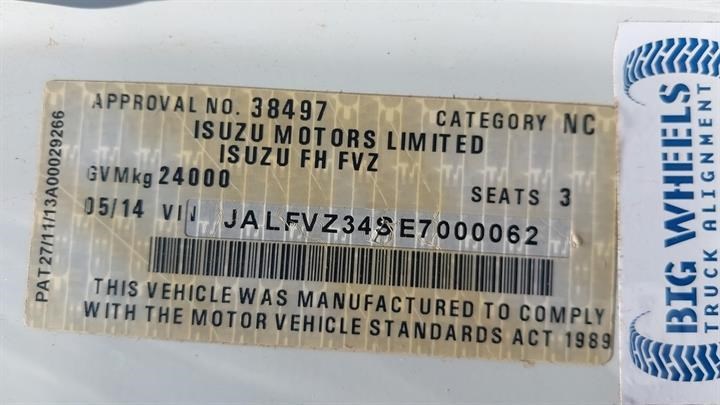 APPROVAL NO. 38497 CATEGORY NC
ISUZU MOTORS LIMITED
ISUZU FH FVZ
GVMkg 24000 SEATS 3
05/14 VIN JALFVZ34SE7000062
THIS VEHICLE WAS MANUFACTURED TO COMPLY
WITH THE MOTOR VEHICLE STANDARDS ACT 1989
PAT27/11/13A00029266
BIG WHEELS
TRUCK ALIGNMENT